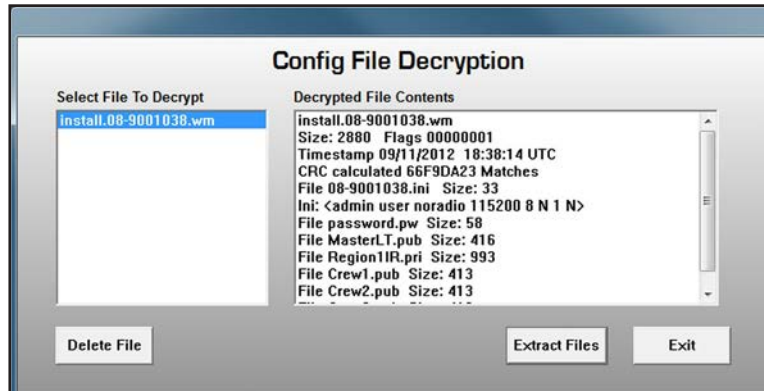 Config File Decryption
Select File To Decrypt
install.08-9001038.wm
Decrypted File Contents
install.08-9001038.wm
Size: 2880 Flags 00000001
Timestamp 09/11/2012 18:38:14 UTC
CRC calculated 66F9DA23 Matches
File 08-9001038.ini Size: 33
Ini: <admin user noradio 115200 8 N 1 N>
File password.pw Size: 58
File MasterLT.pub Size: 416
File Region1IR.pri Size: 993
File Crew1.pub Size: 413
File Crew2.pub Size: 413
Delete File
Extract Files
Exit